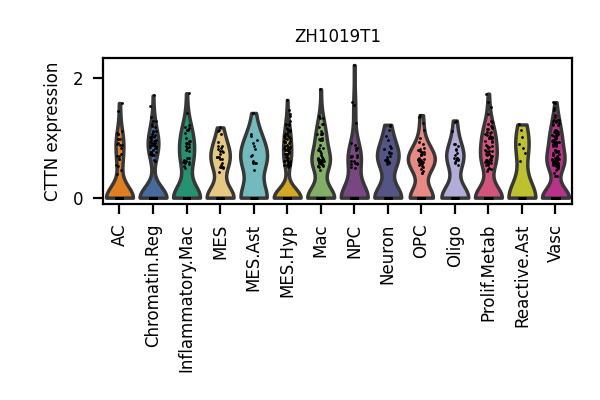 ZH1019T1
CTTN expression
2
0
AC
Chromatin.Reg
Inflammatory.Mac
MES
MES.Ast
MES.Hyp
Mac
NPC
Neuron
OPC
Oligo
Prolif.Metab
Reactive.Ast
Vasc